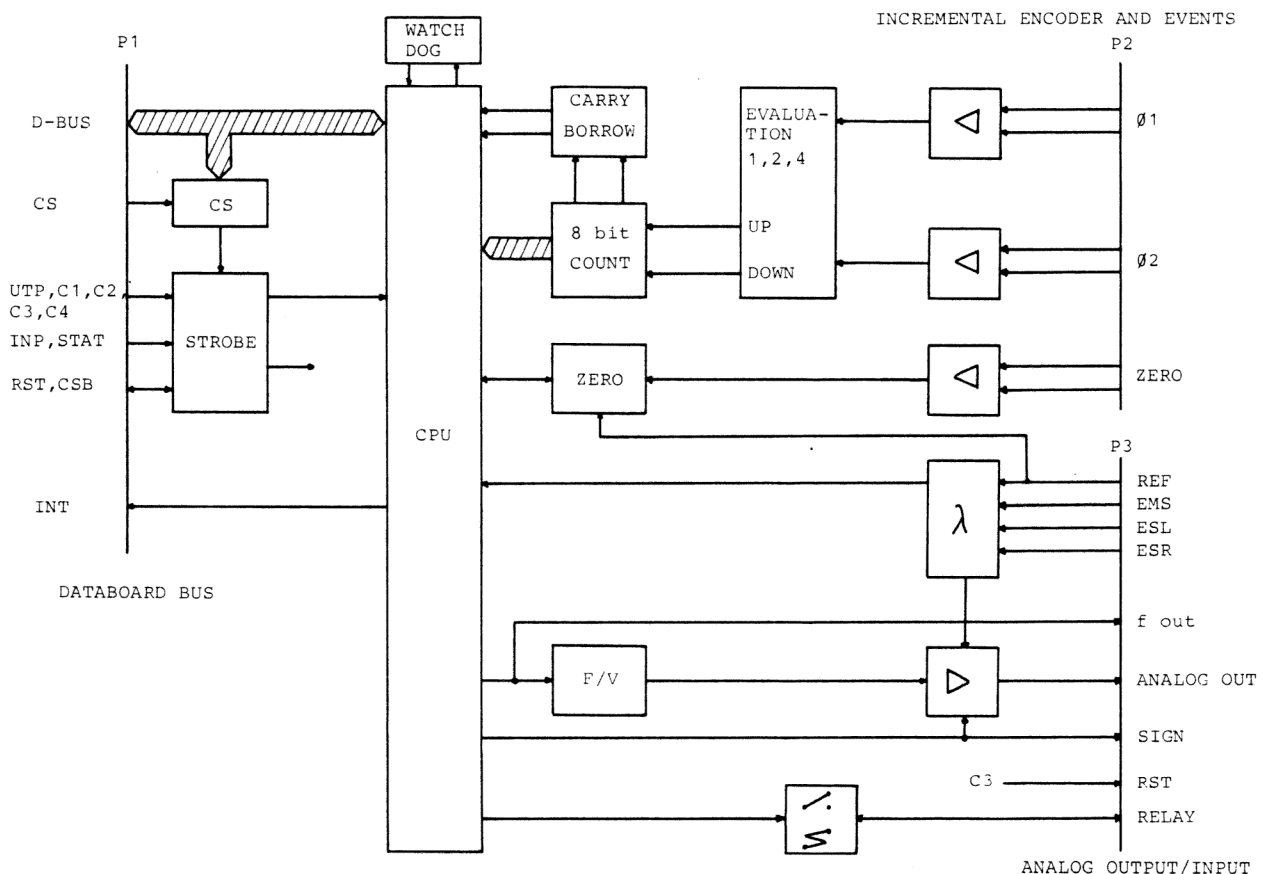 INCREMENTAL ENCODER AND EVENTS
P1
P2
WATCH
DOG
D-BUS
CARRY
BORROW
EVALUA-
TION
1,2,4
Ø1
CS
CS
8 bit
COUNT
UP
DOWN
Ø2
UTP,C1,C2,
C3,C4
INP,STAT
STROBE
RST,CSB
ZERO
ZERO
CPU
P3
REF
EMS
ESL
ESR
λ
INT
DATABOARD BUS
f out
F/V
ANALOG OUT
SIGN
C3
RST
RELAY
ANALOG OUTPUT/INPUT